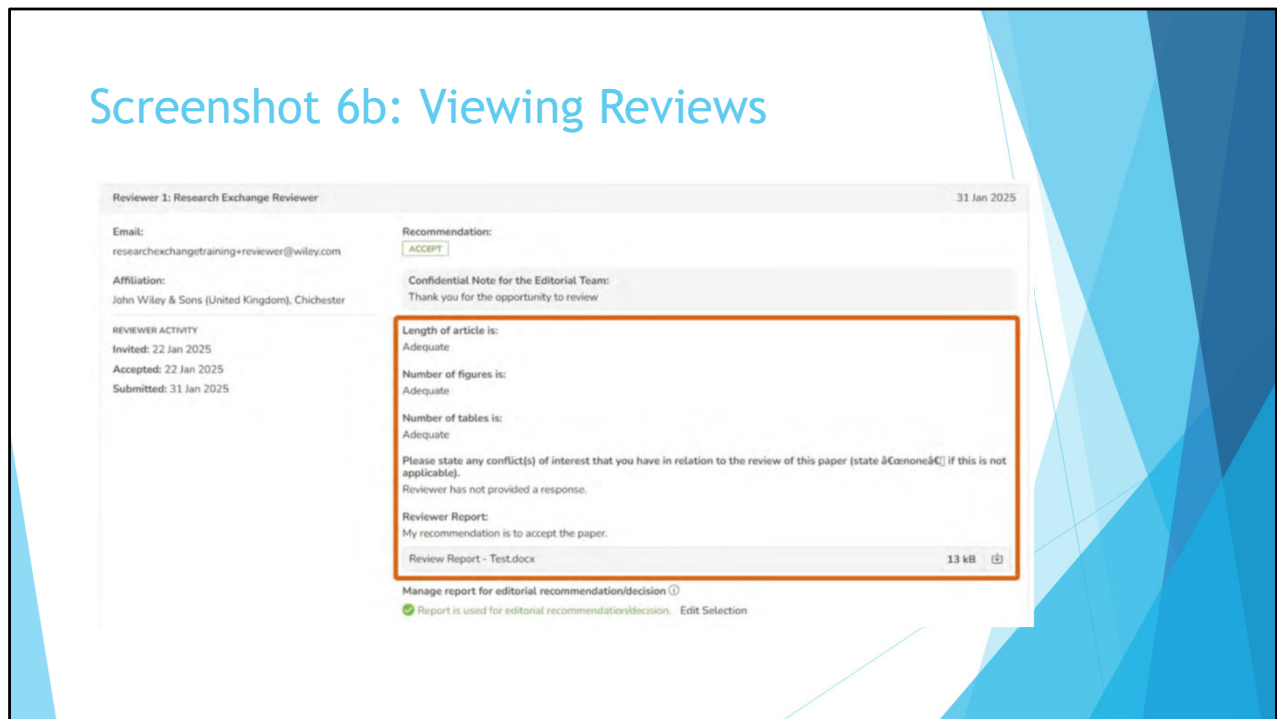 Screenshot 6b: Viewing Reviews
Reviewer 1: Research Exchange Reviewer
31 Jan 2025
Email:
researchexchangetraining+reviewer@wiley.com
Affiliation:
John Wiley & Sons (United Kingdom), Chichester
REVIEWER ACTIVITY
Invited: 22 Jan 2025
Accepted: 22 Jan 2025
Submitted: 31 Jan 2025
Recommendation:
ACCEPT
Confidential Note for the Editorial Team:
Thank you for the opportunity to review
Length of article is:
Adequate
Number of figures is:
Adequate
Number of tables is:
Adequate
Please state any conflict(s) of interest that you have in relation to the review of this paper (state â€œnoneâ€▯ if this is not
applicable).
Reviewer has not provided a response.
Reviewer Report:
My recommendation is to accept the paper.
Review Report - Test.docx 13 kB
Manage report for editorial recommendation/decision
Report is used for editorial recommendation/decision. Edit Selection